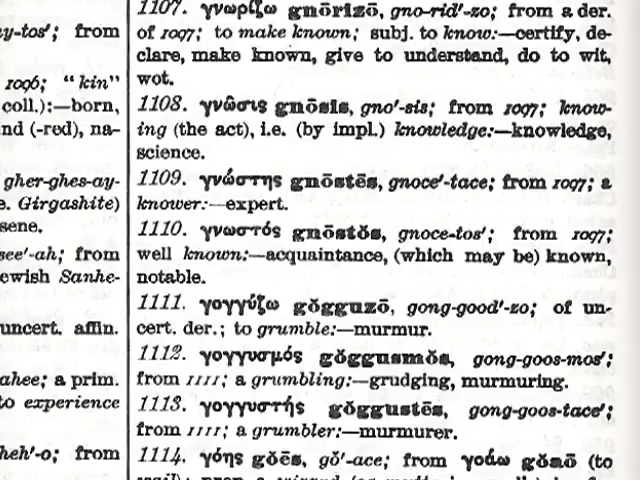 y-tos'; from
1096; "kin"
coll.):—born,
nd (-red), na-
gher-ghes-ay-
e. Girgashite)
sene.
see'-ah; from
ewish Sanhe-
uncert. affin.
ahee; a prim.
to experience
heh'-o; from
1107. γνωρίζω gnōrizō, gno-rid'-zo; from a der.
of 1097; to make known; subj. to know:—certify, de-
clare, make known, give to understand, do to wit,
wot.
1108. γνῶσις gnōsis, gno'-sis; from 1097; know-
ing (the act), i.e. (by impl.) knowledge:—knowledge,
science.
1109. γνώστης gnōstēs, gnoce'-tace; from 1097; a
knower:—expert.
1110. γνωστός gnōstŏs, gnoce-tos'; from 1097;
well known:—acquaintance, (which may be) known,
notable.
1111. γογγύζω gŏgguzō, gong-good'-zo; of un-
cert. der.; to grumble:—murmur.
1112. γογγυσμός gŏggusmŏs, gong-goos-mos';
from 1111; a grumbling:—grudging, murmuring.
1113. γογγυστής gŏggustēs, gong-goos-tace';
from 1111; a grumbler:—murmurer.
1114. γόης gŏēs, gŏ'-ace; from γοάω gŏaō (to